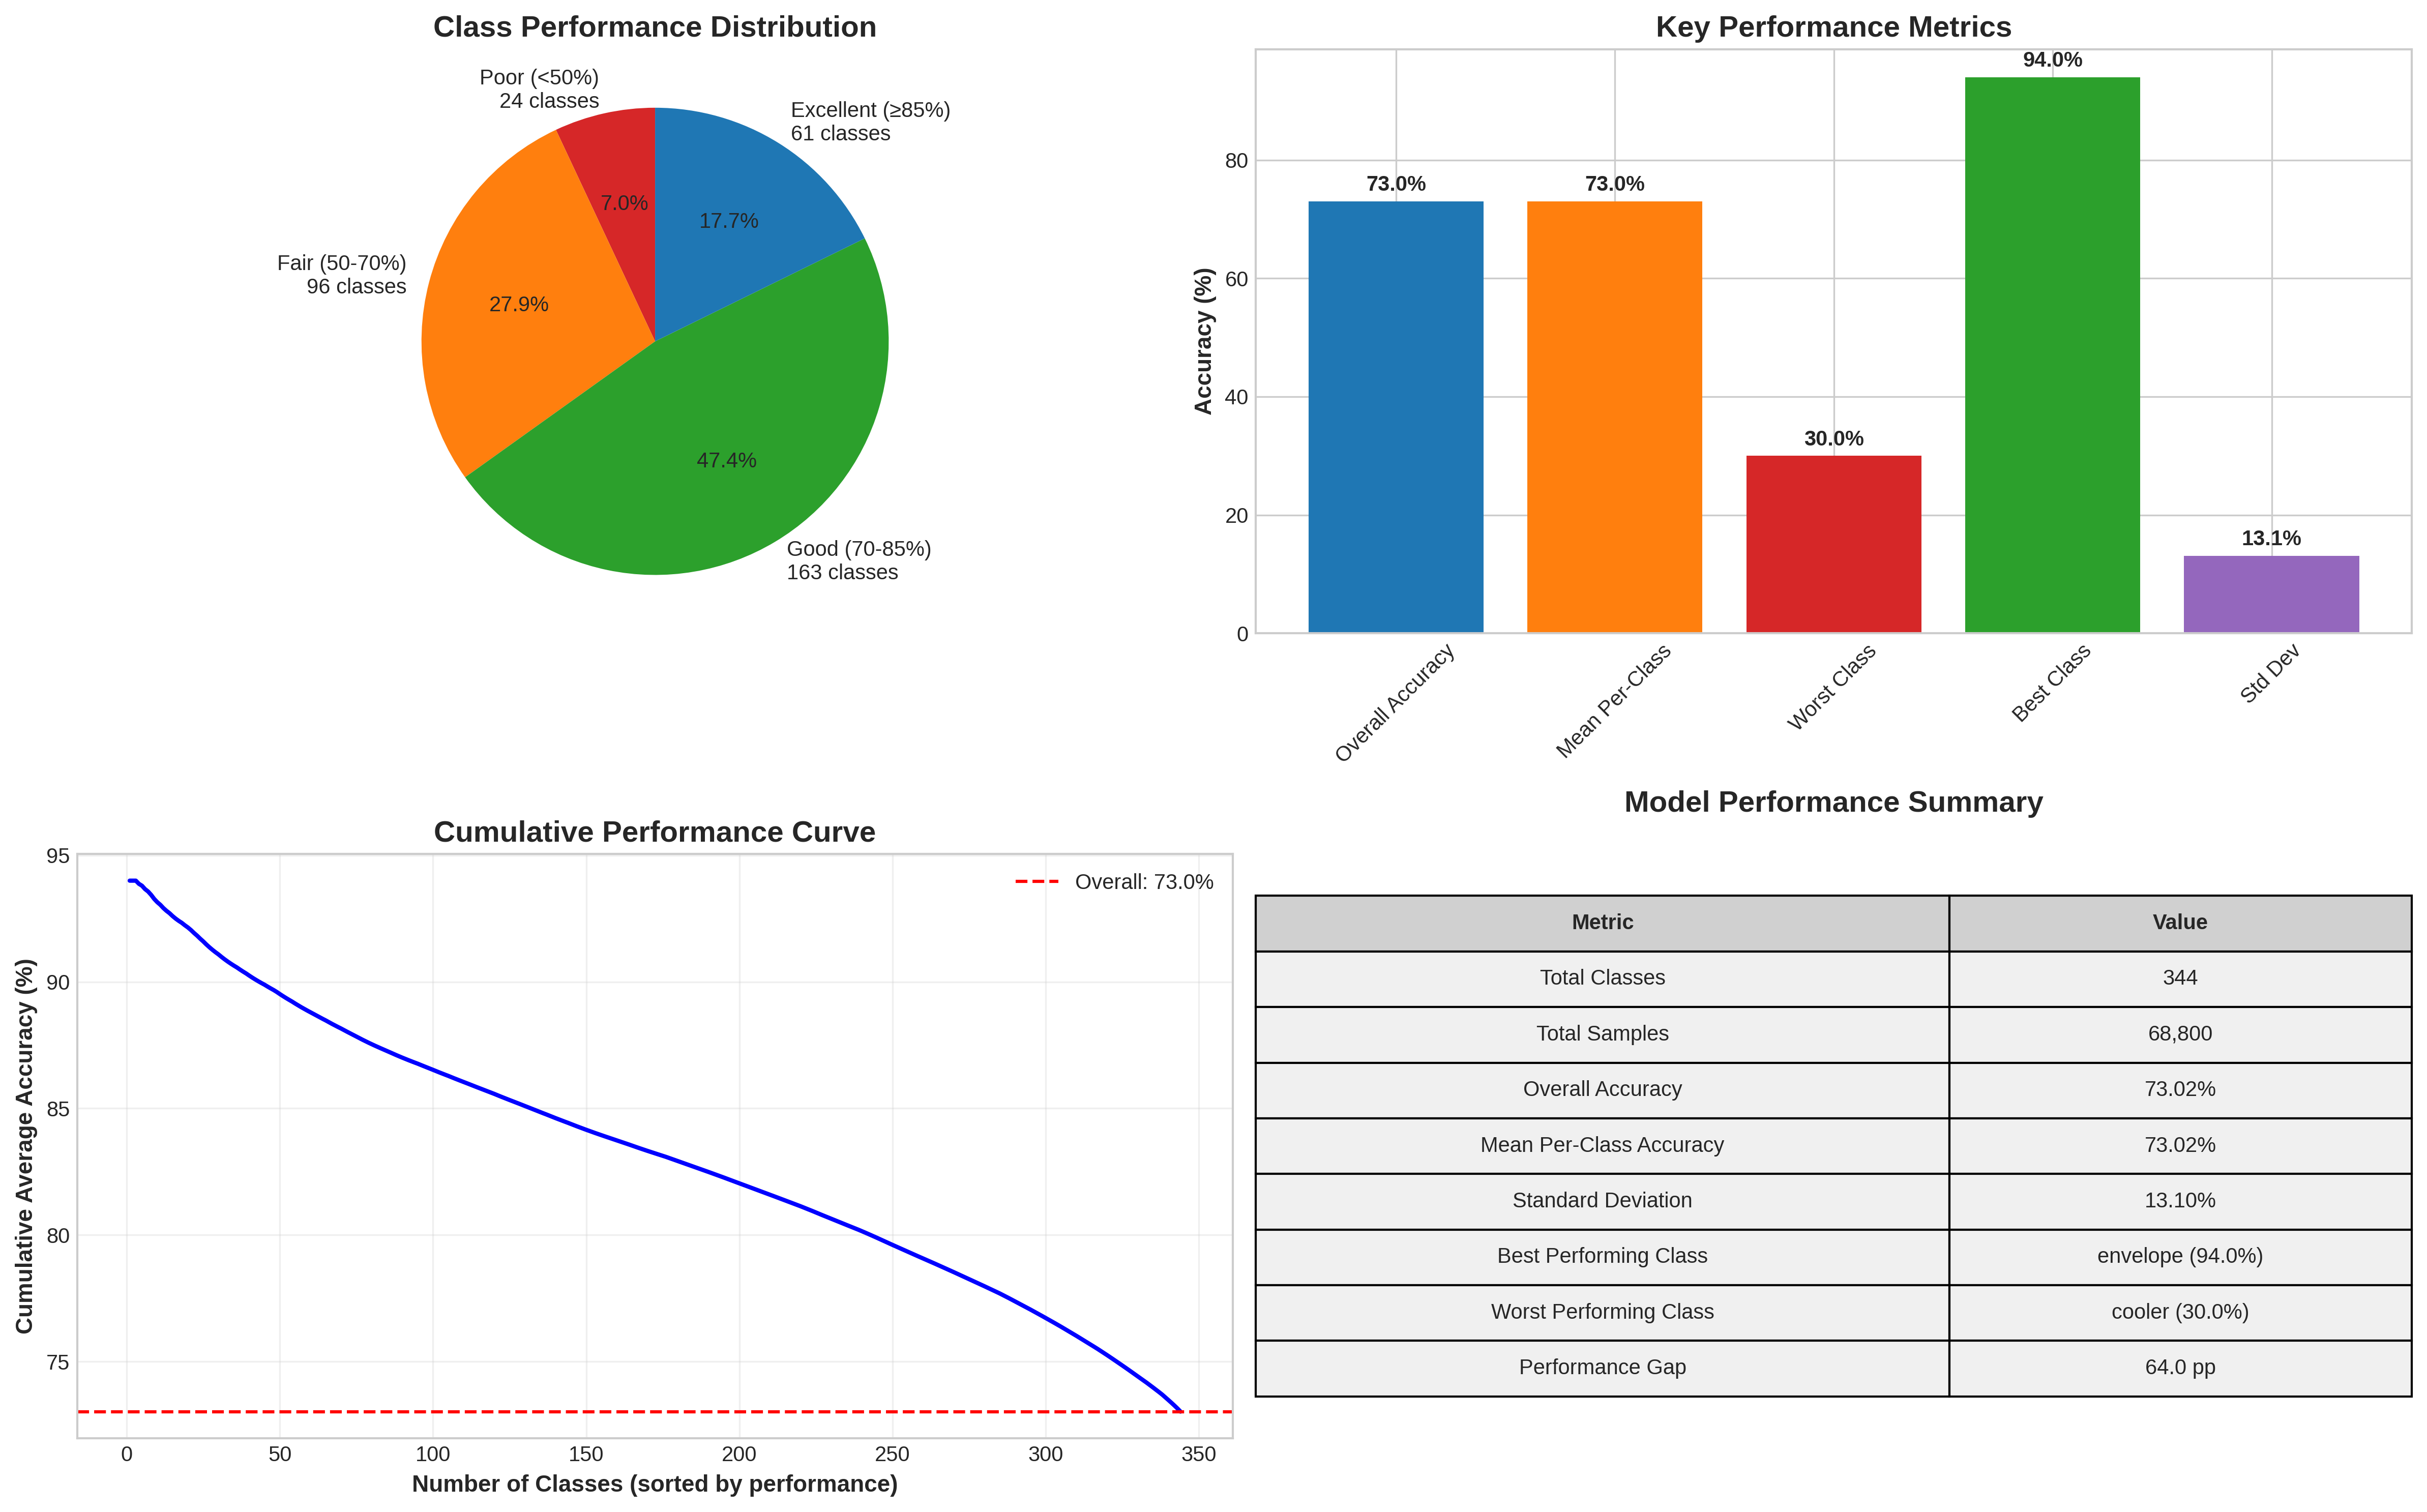 Class Performance Distribution
Poor (<50%)
24 classes
Excellent (≥85%)
61 classes
7.0%
17.7%
Fair (50-70%)
96 classes
27.9%
47.4%
Good (70-85%)
163 classes
Key Performance Metrics
Accuracy (%)
80
60
40
20
0
73.0%
73.0%
30.0%
94.0%
13.1%
Overall Accuracy
Mean Per-Class
Worst Class
Best Class
Std Dev
Cumulative Performance Curve
Cumulative Average Accuracy (%)
95
90
85
80
75
Overall: 73.0%
0 50 100 150 200 250 300 350
Number of Classes (sorted by performance)
Model Performance Summary
Metric Value
Total Classes 344
Total Samples 68,800
Overall Accuracy 73.02%
Mean Per-Class Accuracy 73.02%
Standard Deviation 13.10%
Best Performing Class envelope (94.0%)
Worst Performing Class cooler (30.0%)
Performance Gap 64.0 pp